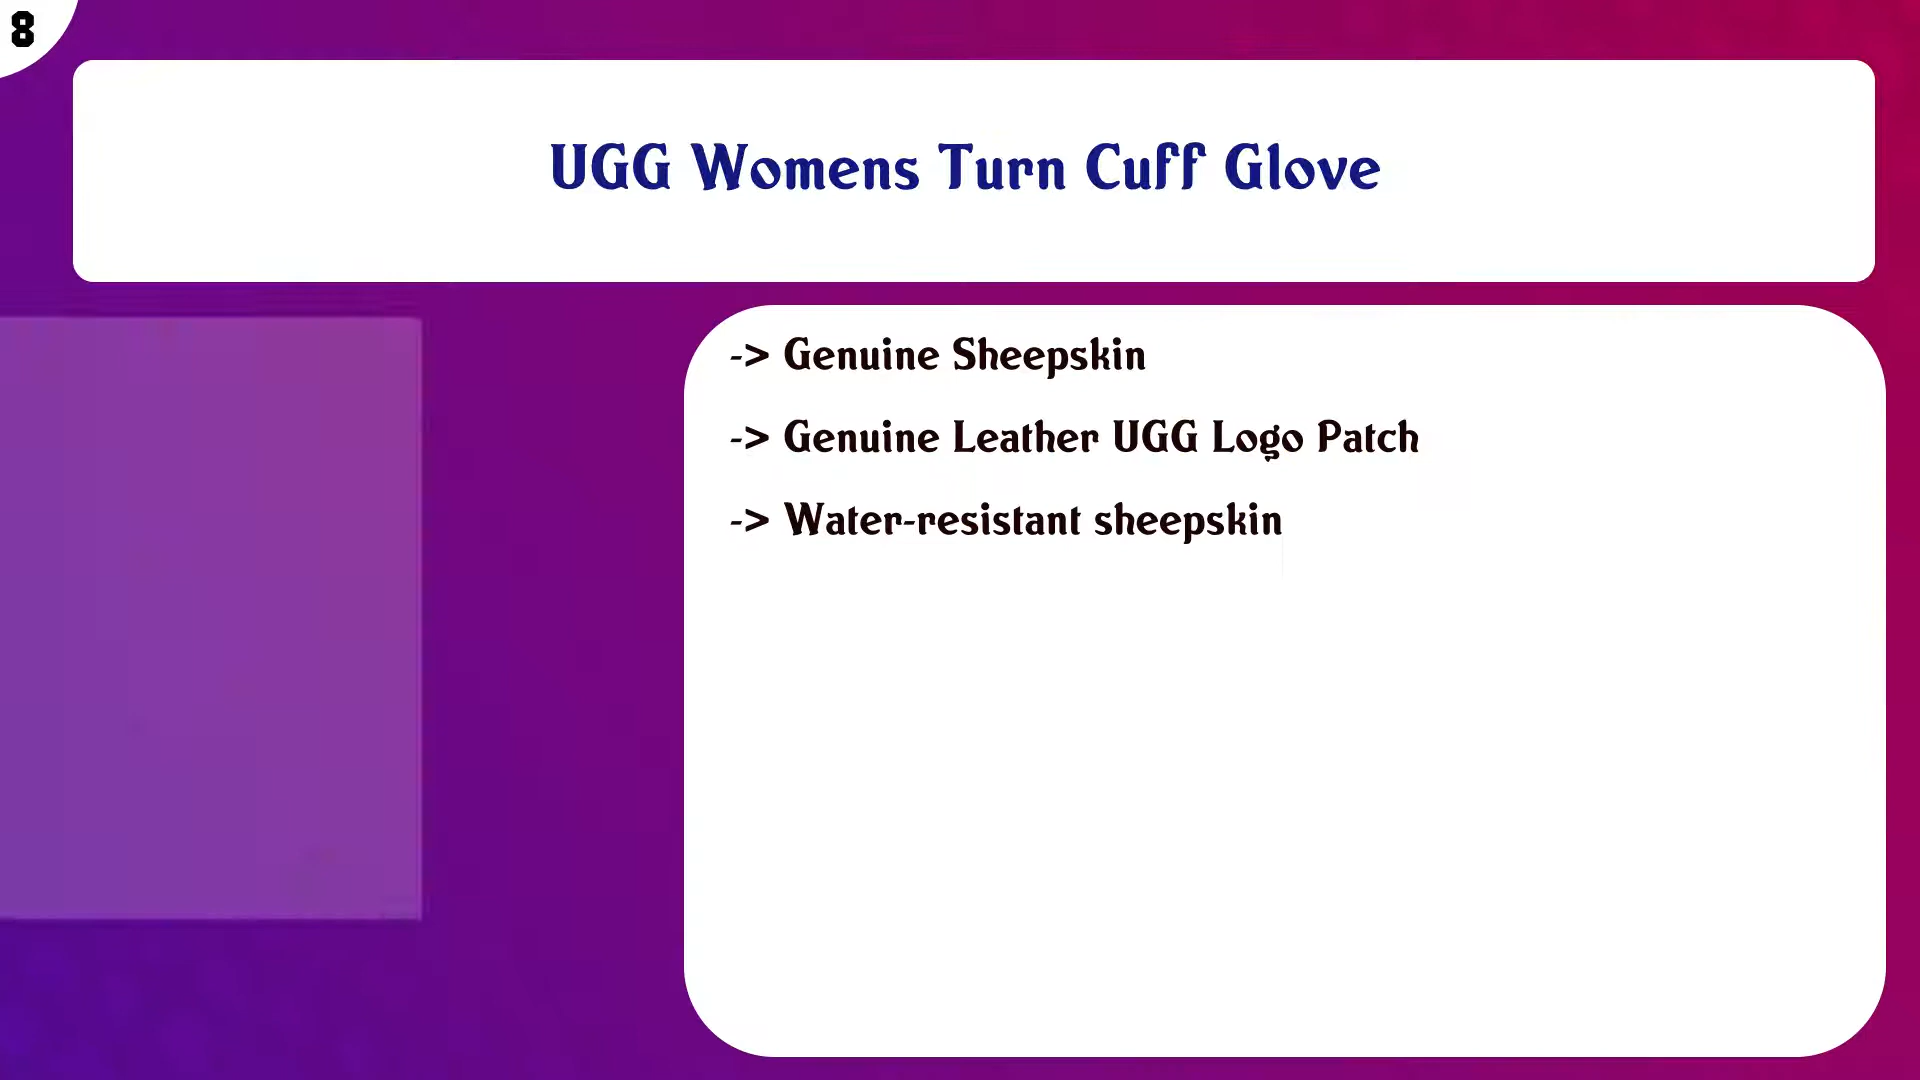 8
UGG Womens Turn Cuff Glove
-> Genuine Sheepskin
-> Genuine Leather UGG Logo Patch
-> Water-resistant sheepskin